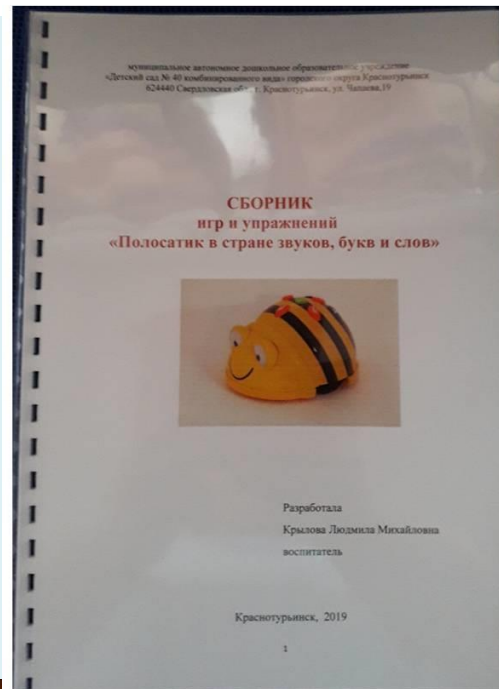 муниципальное автономное дошкольное образовательное учреждение
«Детский сад № 40 комбинированного вида» городского округа Краснотурьинск
624440 Свердловская обл., г. Краснотурьинск, ул. Чапаева,19
СБОРНИК
игр и упражнений
«Полосатик в стране звуков, букв и слов»
Разработала
Крылова Людмила Михайловна
воспитатель
Краснотурьинск, 2019
1